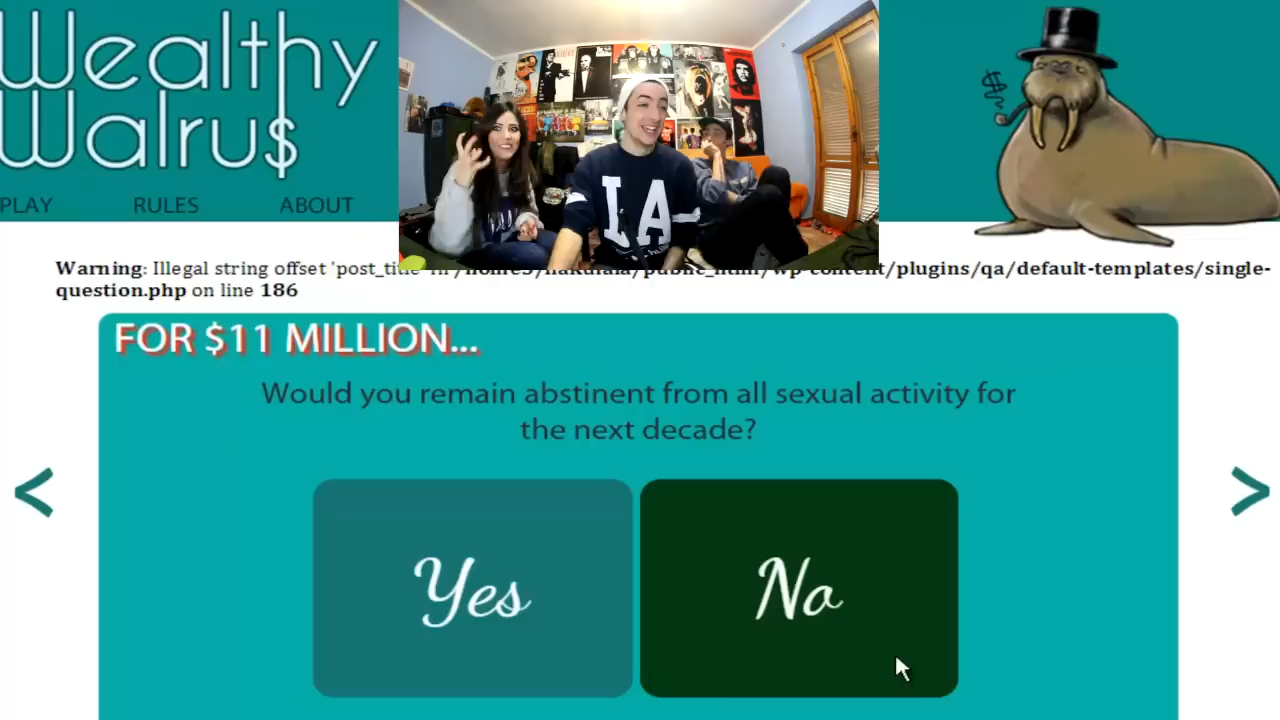 Wealthy
Walru$
PLAY RULES ABOUT
LA
Warning: Illegal string offset 'post_title' in /home3/ /public_html/wp-content/plugins/qa/default-templates/single-
question.php on line 186
FOR $11 MILLION...
Would you remain abstinent from all sexual activity for
the next decade?
< >
Yes No